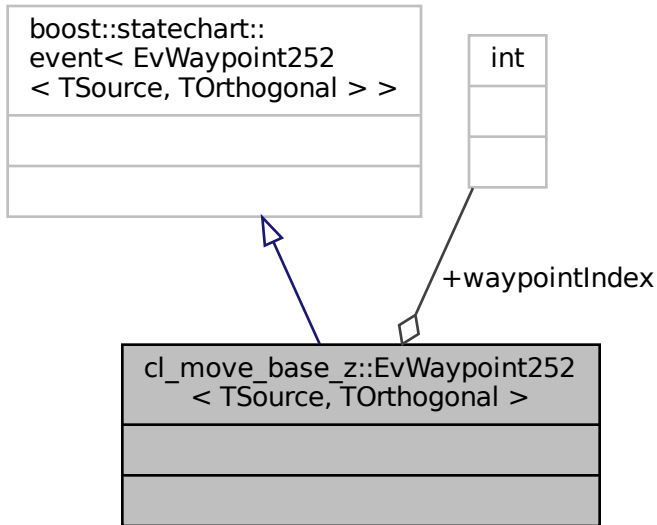 boost::statechart::
event< EvWaypoint252
< TSource, TOrthogonal > >
int
+waypointIndex
cl_move_base_z::EvWaypoint252
< TSource, TOrthogonal >